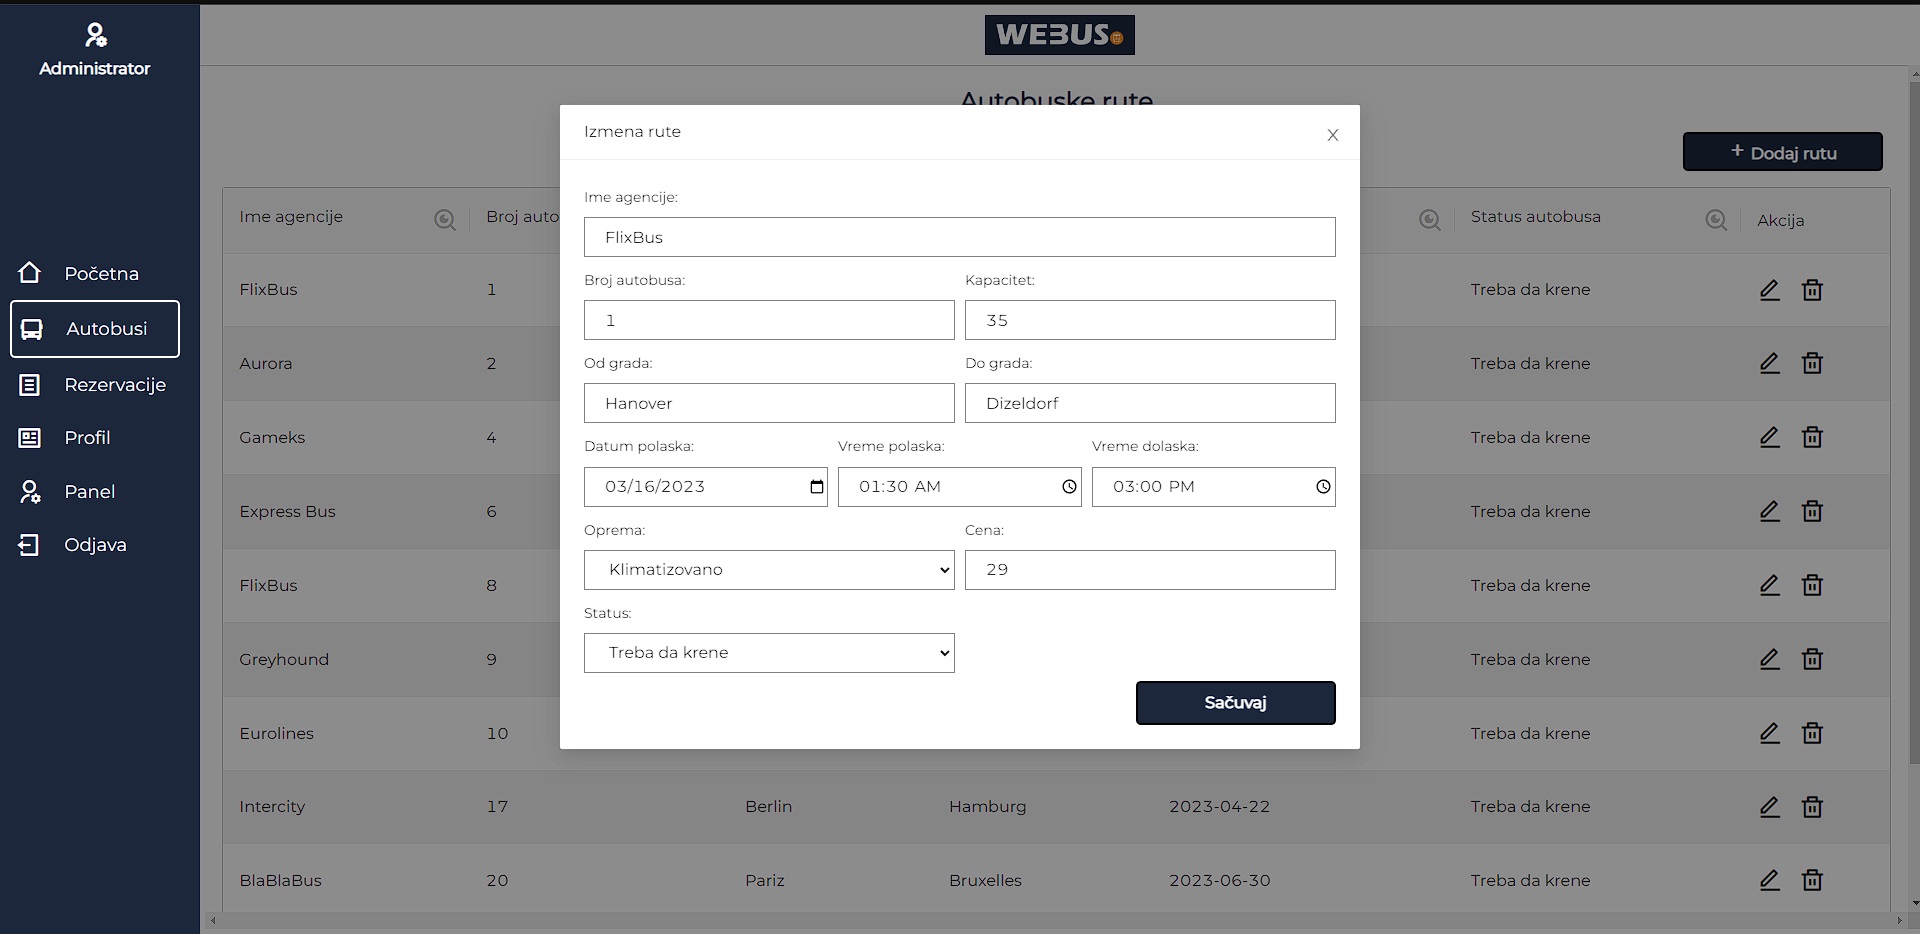 Administrator
WEBUS
Početna
Autobusi
Rezervacije
Profil
Panel
Odjava
Autobuske rute
+ Dodaj rutu
Ime agencije Broj auto Status autobusa Akcija
FlixBus 1 Treba da krene
Aurora 2 Treba da krene
Gameks 4 Treba da krene
Express Bus 6 Treba da krene
FlixBus 8 Treba da krene
Greyhound 9 Treba da krene
Eurolines 10 Treba da krene
Intercity 17 Berlin Hamburg 2023-04-22 Treba da krene
BlaBlaBus 20 Pariz Bruxelles 2023-06-30 Treba da krene
Izmena rute X
Ime agencije:
FlixBus
Broj autobusa: Kapacitet:
1 35
Od grada: Do grada:
Hanover Dizeldorf
Datum polaska: Vreme polaska: Vreme dolaska:
03/16/2023 01:30 AM 03:00 PM
Oprema: Cena:
Klimatizovano 29
Status:
Treba da krene
Sačuvaj